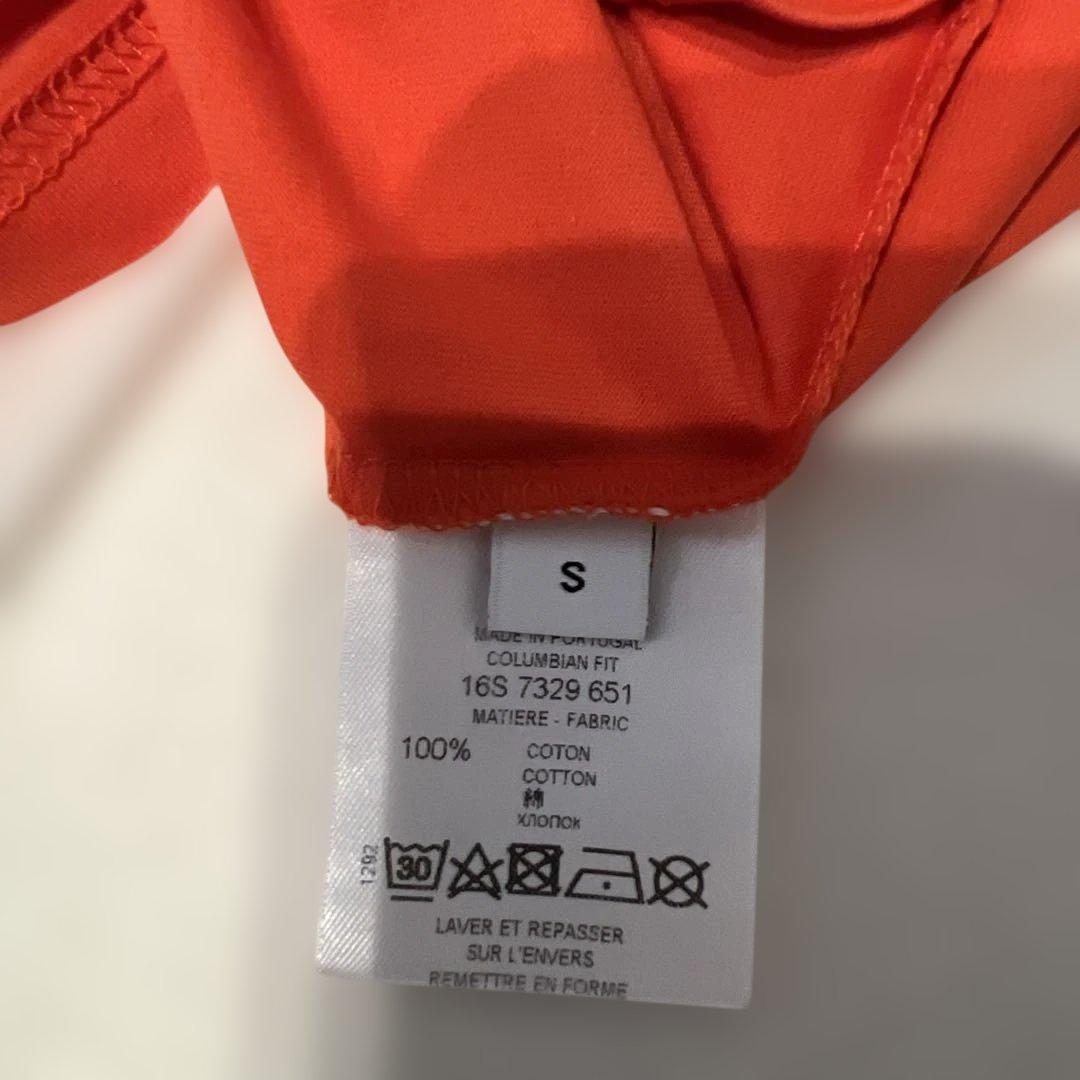 S
MADE IN PORTUGAL
COLUMBIAN FIT
16S 7329 651
MATIERE - FABRIC
100% COTON
COTTON
綿
ХЛОПОК
1292
30
LAVER ET REPASSER
SUR L'ENVERS
REMETTRE EN FORME